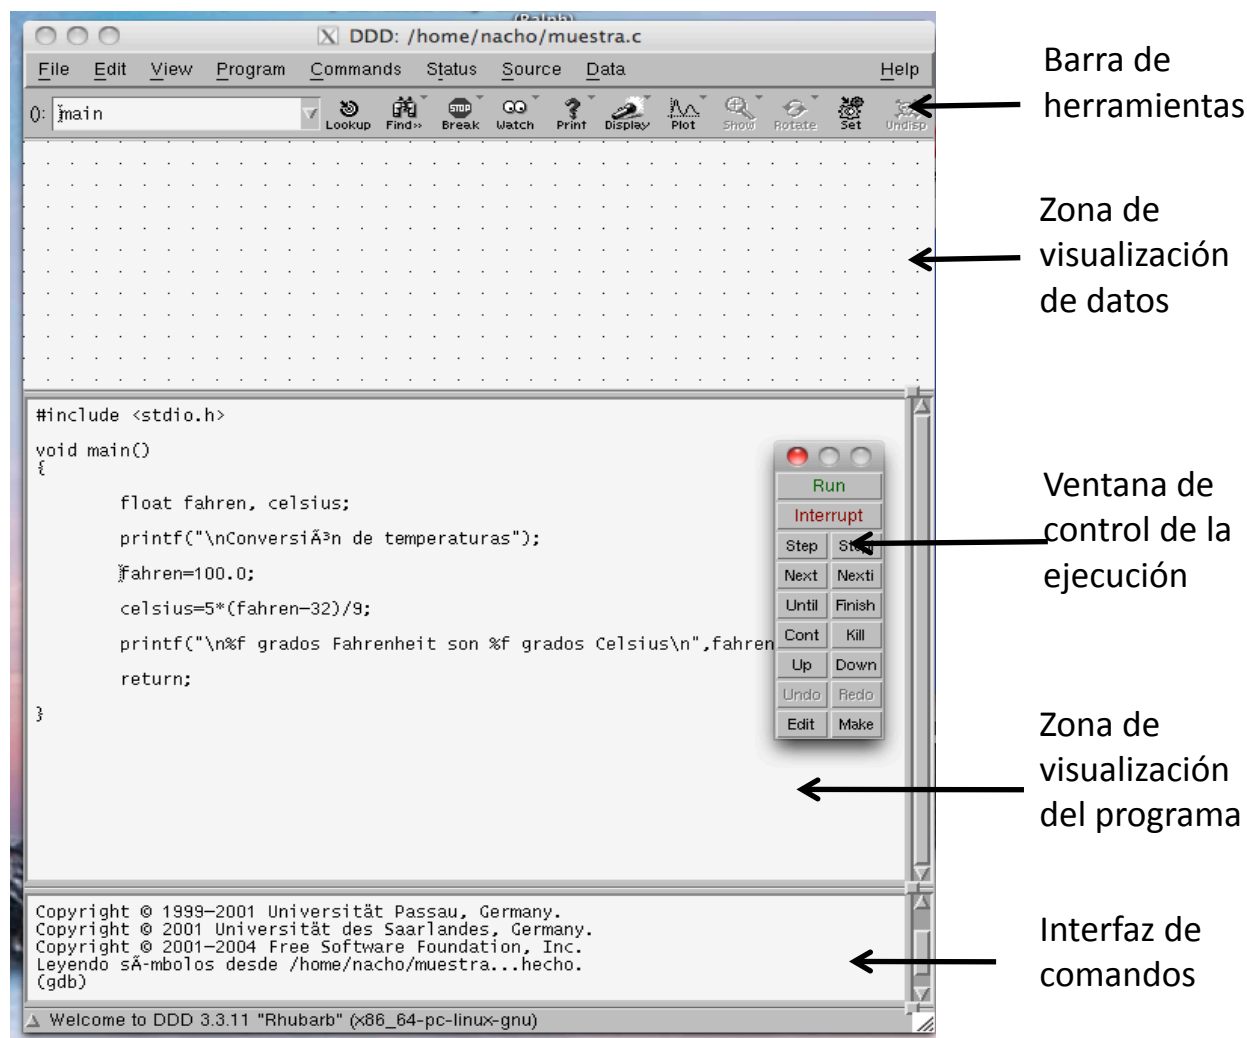 (Ralph)
DDD: /home/nacho/muestra.c
File Edit View Program Commands Status Source Data Help
(): main Lookup Find» Break Watch Print Display Plot Show Rotate Set Undisp
STOP
Barra de
herramientas
Zona de
visualización
de datos
#include <stdio.h>
void main()
{
float fahren, celsius;
printf("\nConversiÃ³n de temperaturas");
fahren=100.0;
celsius=5*(fahren-32)/9;
printf("\n%f grados Fahrenheit son %f grados Celsius\n",fahren
return;
}
Run
Interrupt
Step
Next Nexti
Until Finish
Cont Kill
Up Down
Undo Redo
Edit Make
Ventana de
control de la
ejecución
Zona de
visualización
del programa
Copyright © 1999-2001 Universität Passau, Germany.
Copyright © 2001 Universität des Saarlandes, Germany.
Copyright © 2001-2004 Free Software Foundation, Inc.
Leyendo sÃ-mbolos desde /home/nacho/muestra...hecho.
(gdb)
Interfaz de
comandos
Welcome to DDD 3.3.11 "Rhubarb" (x86_64-pc-linux-gnu)